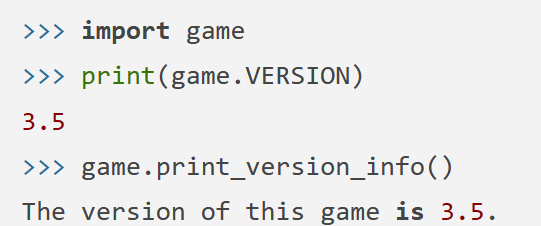 >>> import game
>>> print(game.VERSION)
3.5
>>> game.print_version_info()
The version of this game is 3.5.